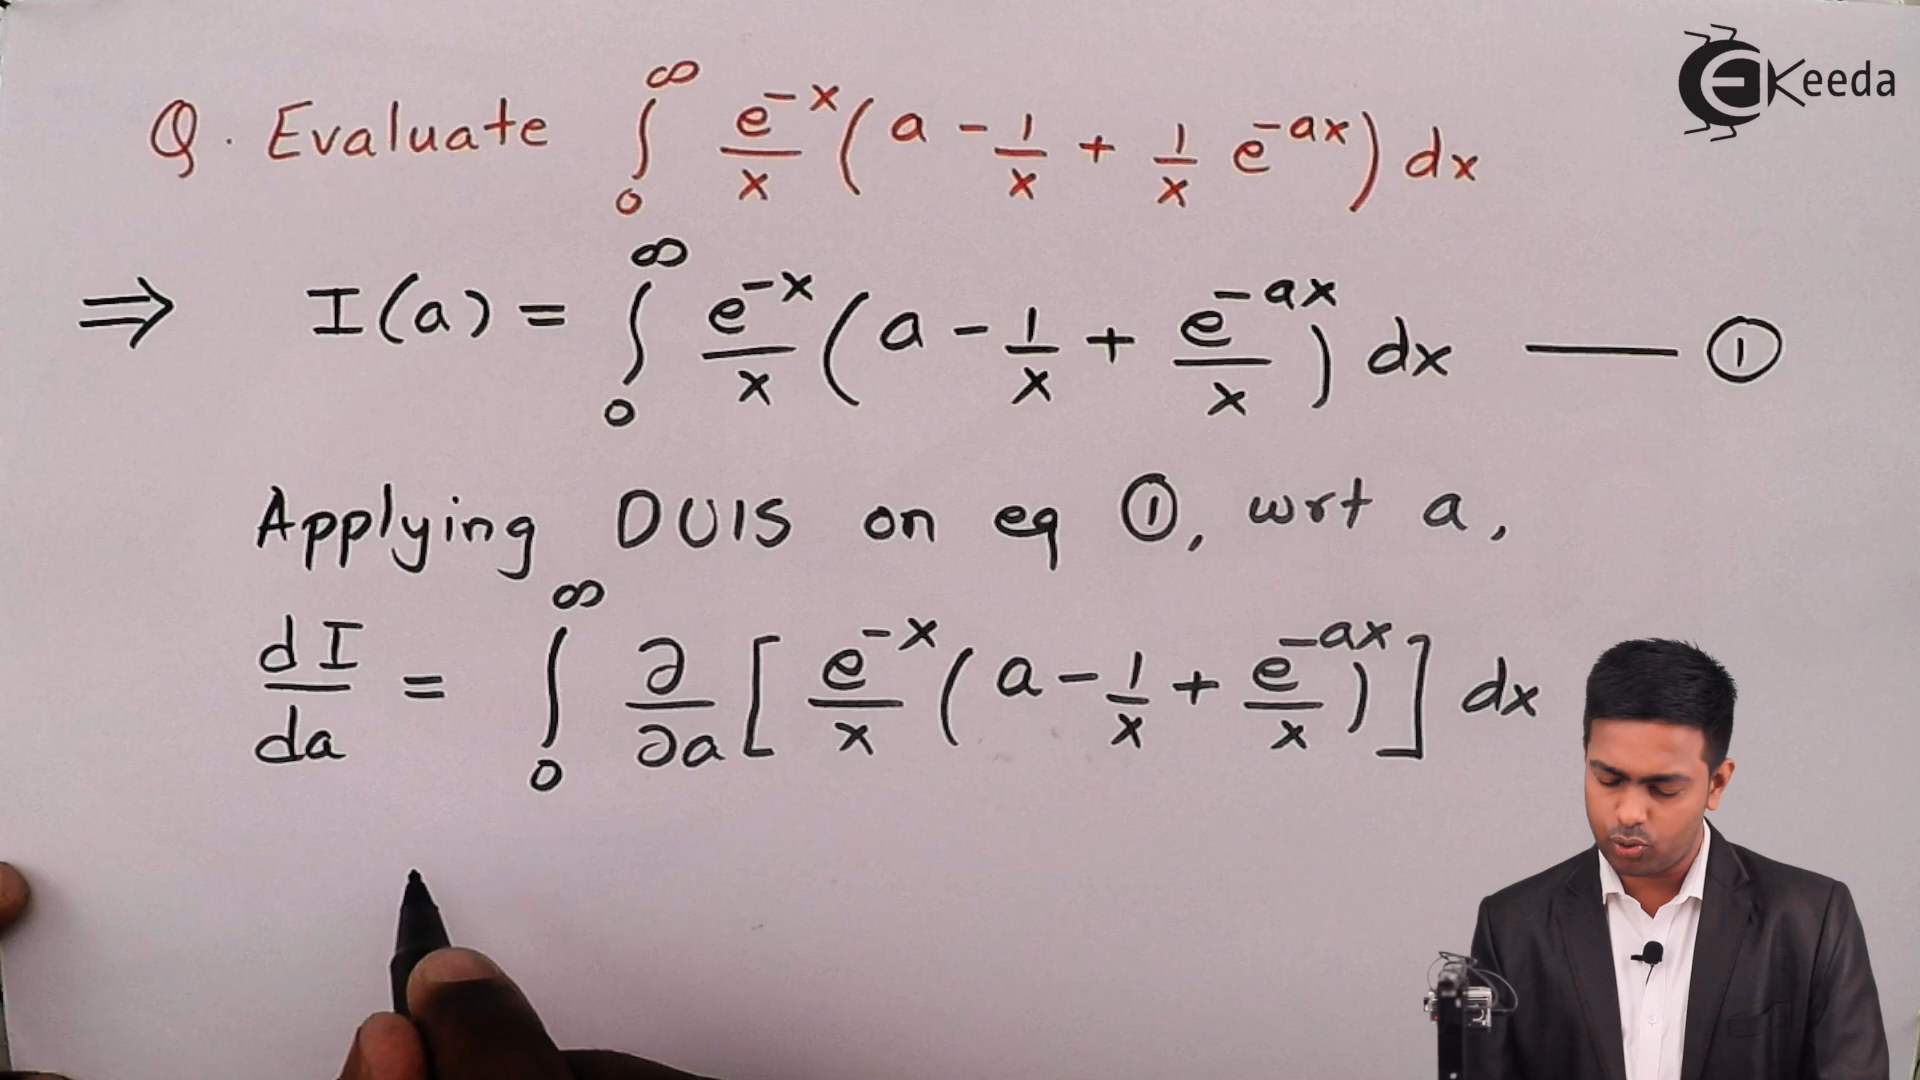 EKeeda
Q. Evaluate ∫₀^∞ e^{-x}/x (a - 1/x + 1/x e^{-ax}) dx
⇒ I(a) = ∫₀^∞ e^{-x}/x (a - 1/x + e^{-ax}/x) dx —— ①
Applying DUIS on eq ①, wrt a,
dI/da = ∫₀^∞ ∂/∂a [e^{-x}/x (a - 1/x + e^{-ax}/x)] dx